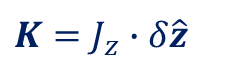 𝑲 = 𝐽_Z · 𝛿𝒛̂